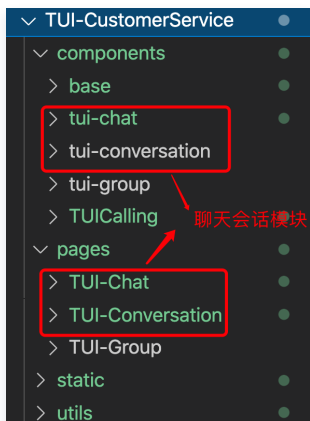 TUI-CustomerService
components
base
tui-chat
tui-conversation
tui-group
TUICalling
聊天会话模块
pages
TUI-Chat
TUI-Conversation
TUI-Group
static
utils